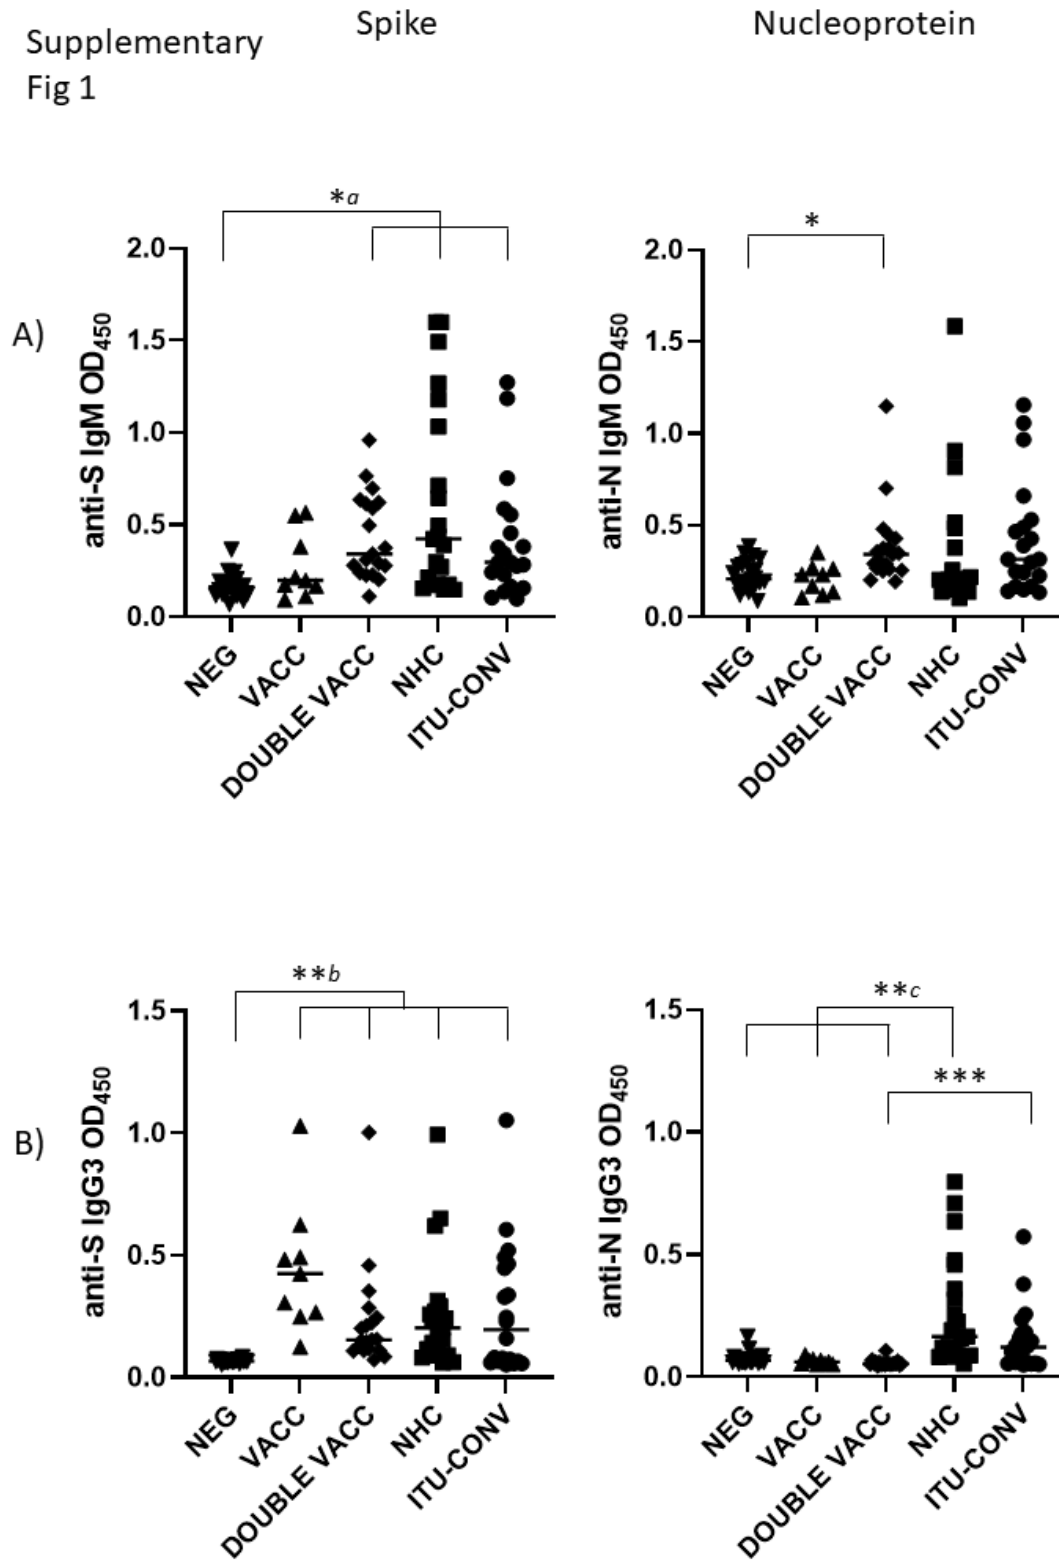 Supplementary
Fig 1
Spike
Nucleoprotein
A)
*a
anti-S IgM OD450
2.0
1.5
1.0
0.5
0.0
NEG
VACC
DOUBLE VACC
NHC
ITU-CONV
*
anti-N IgM OD450
2.0
1.5
1.0
0.5
0.0
NEG
VACC
DOUBLE VACC
NHC
ITU-CONV
B)
**b
anti-S IgG3 OD450
1.5
1.0
0.5
0.0
NEG
VACC
DOUBLE VACC
NHC
ITU-CONV
**c
***
anti-N IgG3 OD450
1.5
1.0
0.5
0.0
NEG
VACC
DOUBLE VACC
NHC
ITU-CONV